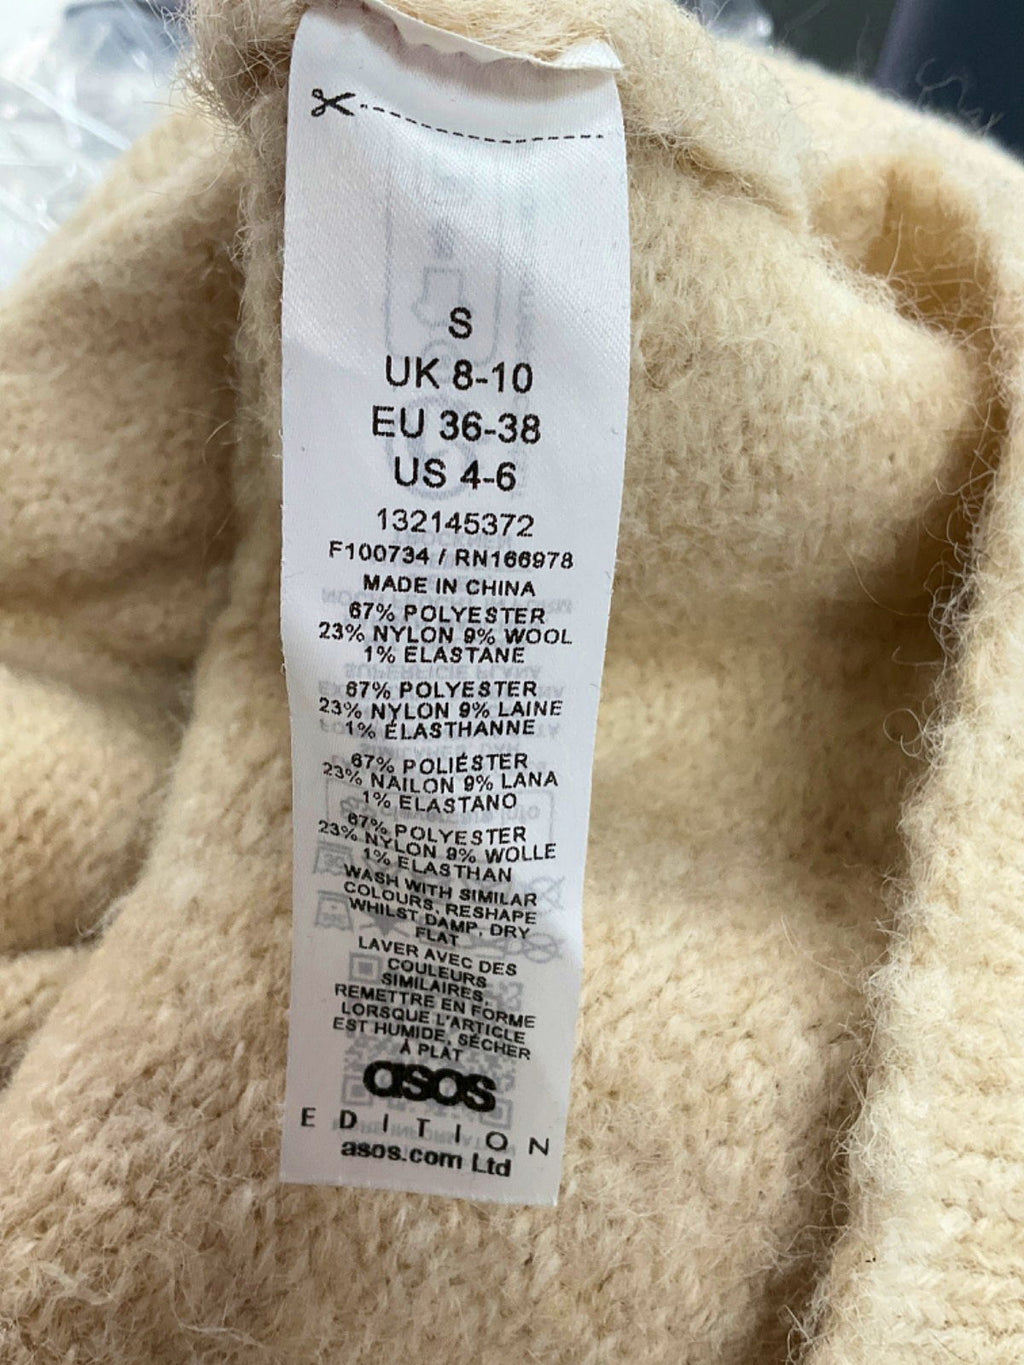 S
UK 8-10
EU 36-38
US 4-6
132145372
F100734 / RN166978
MADE IN CHINA
67% POLYESTER
23% NYLON 9% WOOL
1% ELASTANE
67% POLYESTER
23% NYLON 9% LAINE
1% ÉLASTHANNE
67% POLIÉSTER
23% NAILON 9% LANA
1% ELASTANO
67% POLYESTER
23% NYLON 9% WOLLE
1% ELASTHAN
WASH WITH SIMILAR
COLOURS, RESHAPE
WHILST DAMP, DRY
FLAT
LAVER AVEC DES
COULEURS
SIMILAIRES,
REMETTRE EN FORME
LORSQUE L'ARTICLE
EST HUMIDE, SÉCHER
À PLAT
asos
EDITION
asos.com Ltd